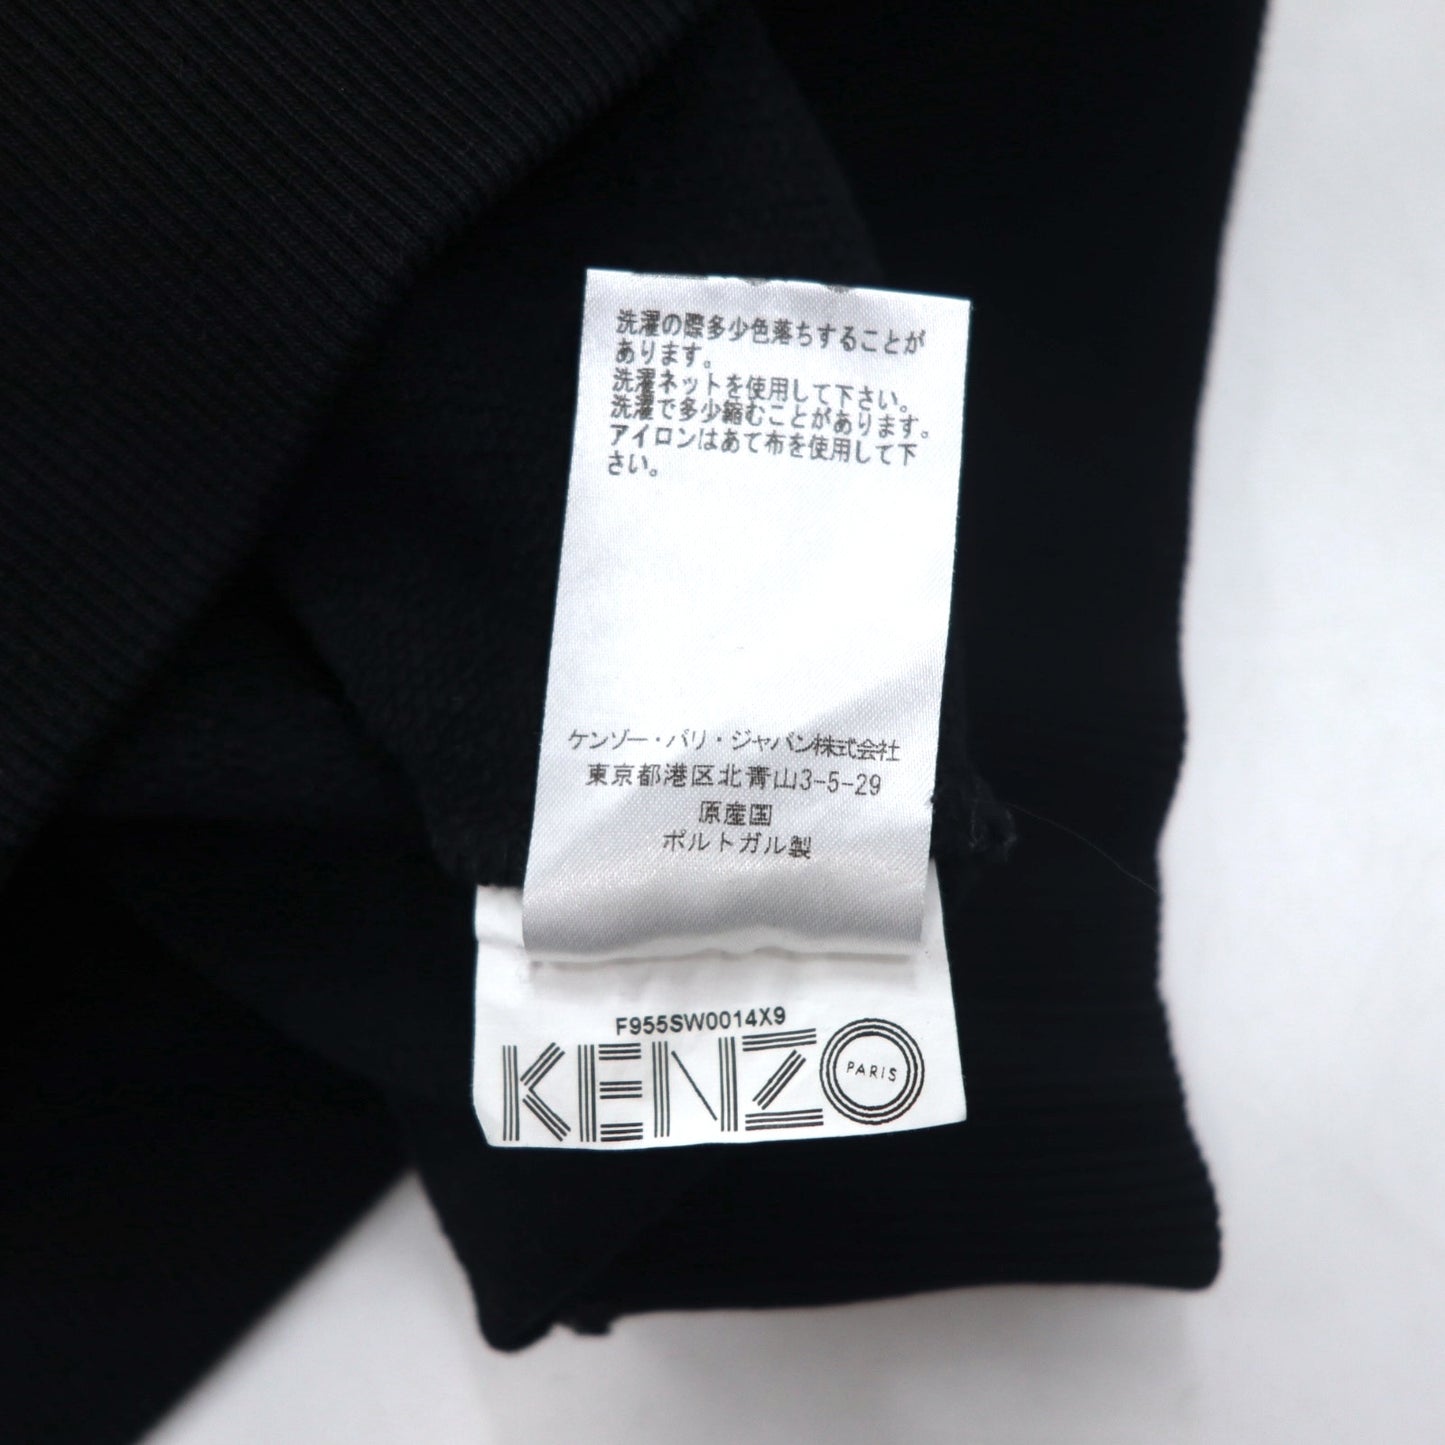 洗濯の際多少色落ちすることが
あります。
洗濯ネットを使用して下さい。
洗濯で多少縮むことがあります。
アイロンはあて布を使用して下
さい。
ケンゾー・パリ・ジャパン株式会社
東京都港区北青山3-5-29
原産国
ポルトガル製
F955SW0014X9
KENZO
PARIS